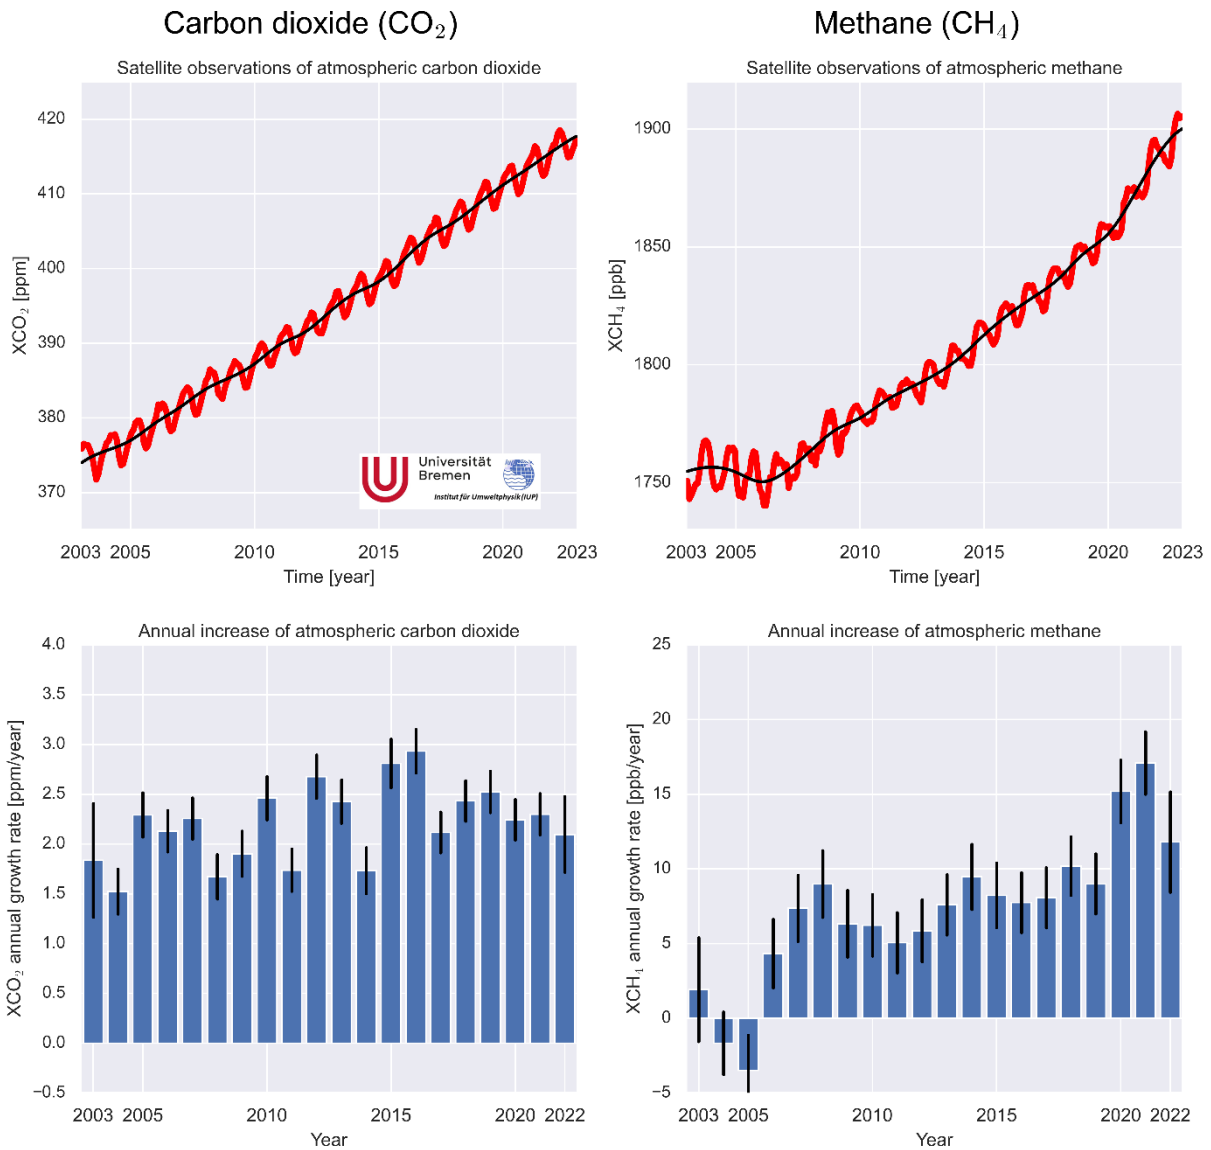 Carbon dioxide (CO₂)
Methane (CH₄)
Satellite observations of atmospheric carbon dioxide
420
410
400
390
380
370
XCO₂ [ppm]
Universität
Bremen
Institut für Umweltphysik (IUP)
2003 2005 2010 2015 2020 2023
Time [year]
Satellite observations of atmospheric methane
1900
1850
1800
1750
XCH₄ [ppb]
2003 2005 2010 2015 2020 2023
Time [year]
Annual increase of atmospheric carbon dioxide
4.0
3.5
3.0
2.5
2.0
1.5
1.0
0.5
0.0
−0.5
XCO₂ annual growth rate [ppm/year]
2003 2005 2010 2015 2020 2022
Year
Annual increase of atmospheric methane
25
20
15
10
5
0
−5
XCH₄ annual growth rate [ppb/year]
2003 2005 2010 2015 2020 2022
Year